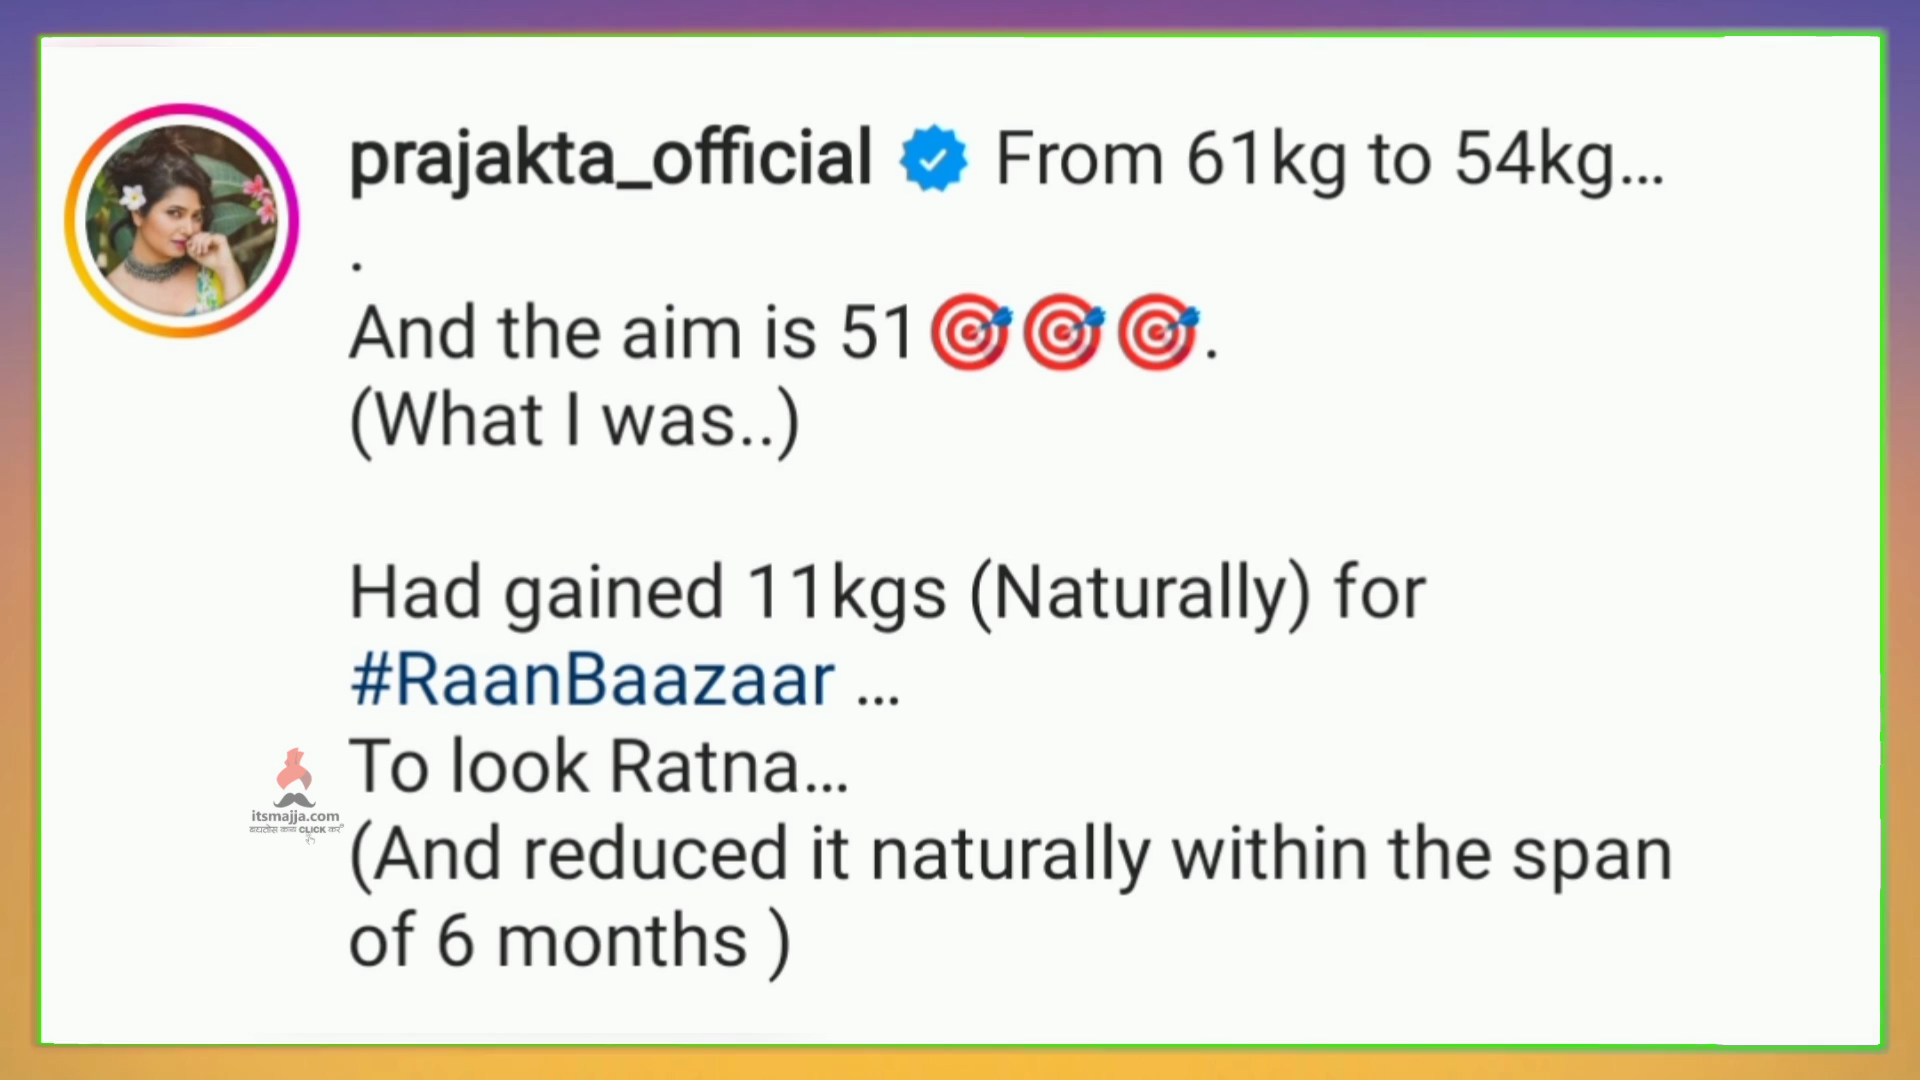 prajakta_official From 61kg to 54kg...
.
And the aim is 51🎯🎯🎯.
(What I was..)
Had gained 11kgs (Naturally) for
#RaanBaazaar ...
To look Ratna...
(And reduced it naturally within the span
of 6 months )
itsmajja.com
CLICK